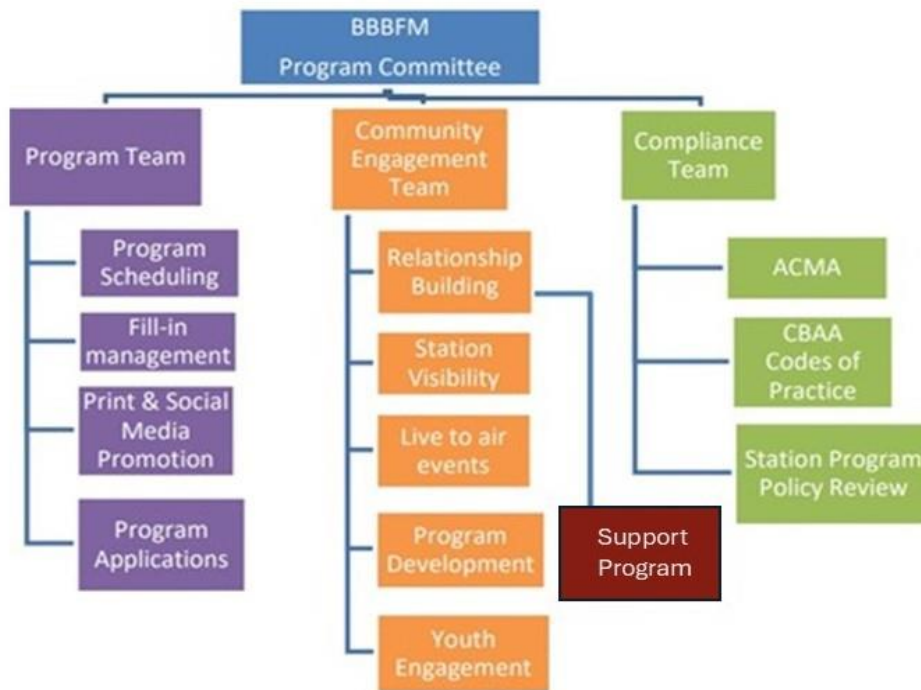 BBBFM
Program Committee
Program Team
Program
Scheduling
Fill-in
management
Print & Social
Media
Promotion
Program
Applications
Community
Engagement
Team
Relationship
Building
Station
Visibility
Live to air
events
Program
Development
Youth
Engagement
Support
Program
Compliance
Team
ACMA
CBAA
Codes of
Practice
Station Program
Policy Review